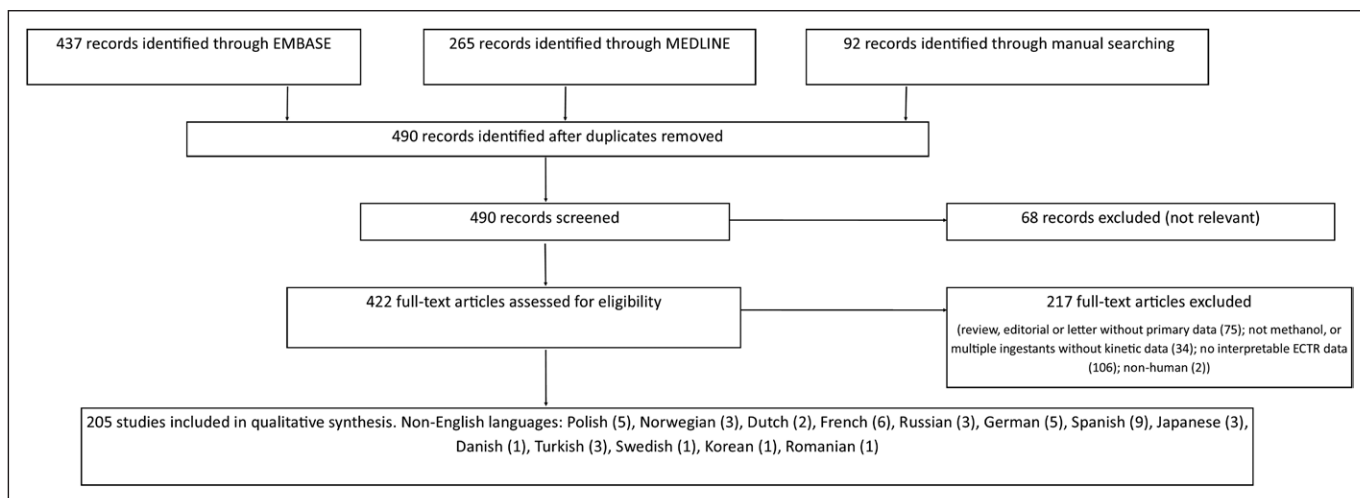 437 records identified through EMBASE
265 records identified through MEDLINE
92 records identified through manual searching
490 records identified after duplicates removed
490 records screened
68 records excluded (not relevant)
422 full-text articles assessed for eligibility
217 full-text articles excluded
(review, editorial or letter without primary data (75); not methanol, or
multiple ingestants without kinetic data (34); no interpretable ECTR data
(106); non-human (2))
205 studies included in qualitative synthesis. Non-English languages: Polish (5), Norwegian (3), Dutch (2), French (6), Russian (3), German (5), Spanish (9), Japanese (3),
Danish (1), Turkish (3), Swedish (1), Korean (1), Romanian (1)